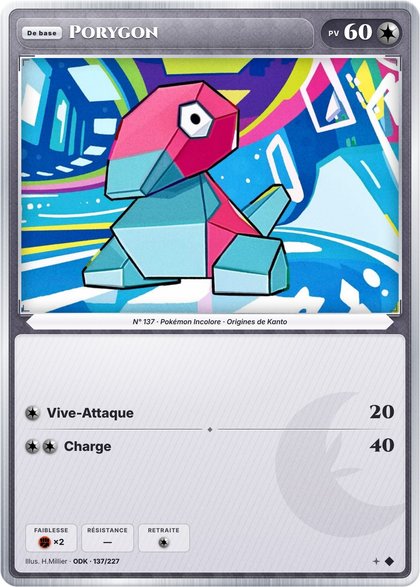 De base PORYGON PV 60
N° 137 · Pokémon Incolore · Origines de Kanto
Vive-Attaque 20
Charge 40
FAIBLESSE RÉSISTANCE RETRAITE
×2 —
Illus. H.Millier · ODK · 137/227